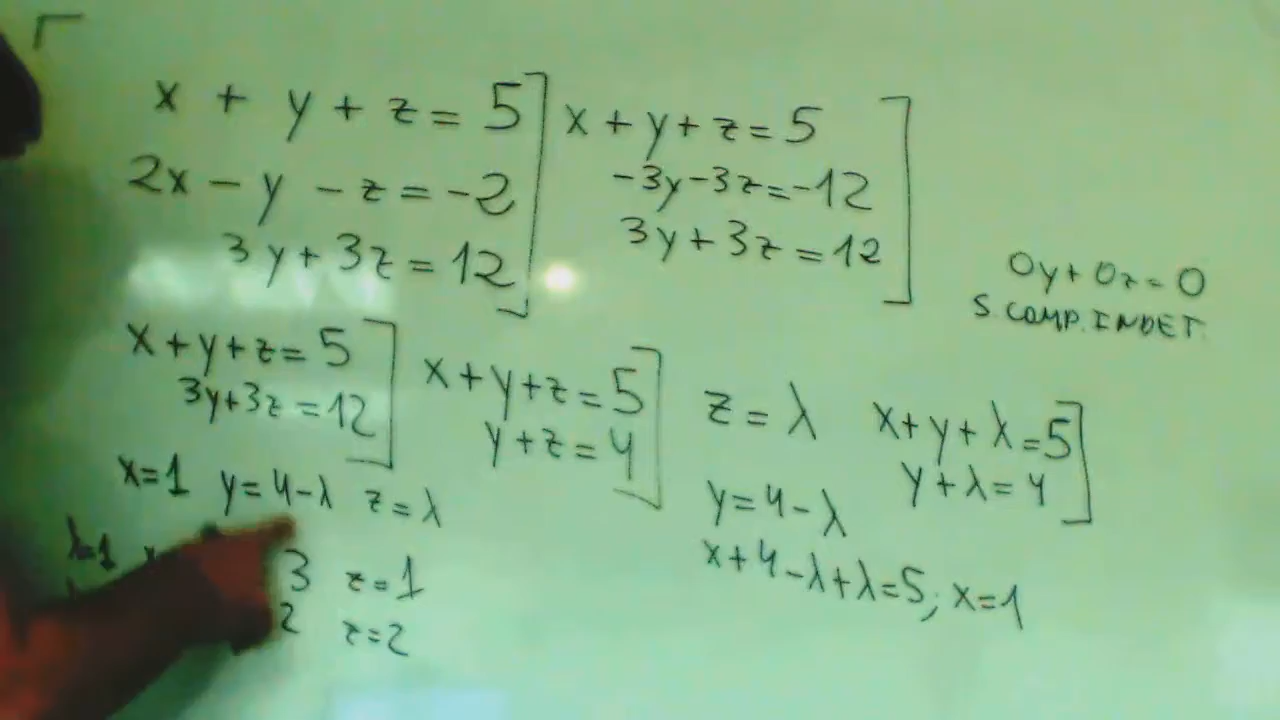 x + y + z = 5
2x - y - z = -2
3y + 3z = 12
x + y + z = 5
-3y - 3z = -12
3y + 3z = 12
0y + 0z = 0
S. COMP. INDET.
x + y + z = 5
3y + 3z = 12
x + y + z = 5
y + z = 4
z = λ
x + y + λ = 5
y + λ = 4
y = 4 - λ
x + 4 - λ + λ = 5; x = 1
x = 1 y = 4 - λ z = λ
λ = 1 3 z = 1
2 z = 2